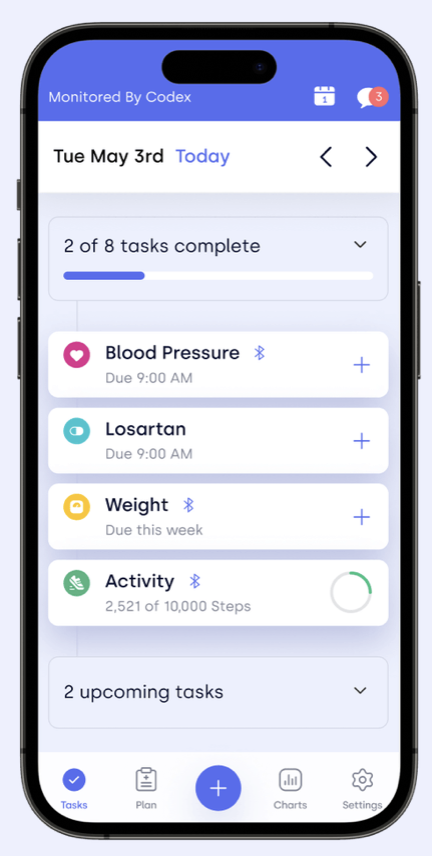 Monitored By Codex
1
3
Tue May 3rd Today
2 of 8 tasks complete
Blood Pressure
Due 9:00 AM
Losartan
Due 9:00 AM
Weight
Due this week
Activity
2,521 of 10,000 Steps
2 upcoming tasks
Tasks
Plan
Charts
Settings